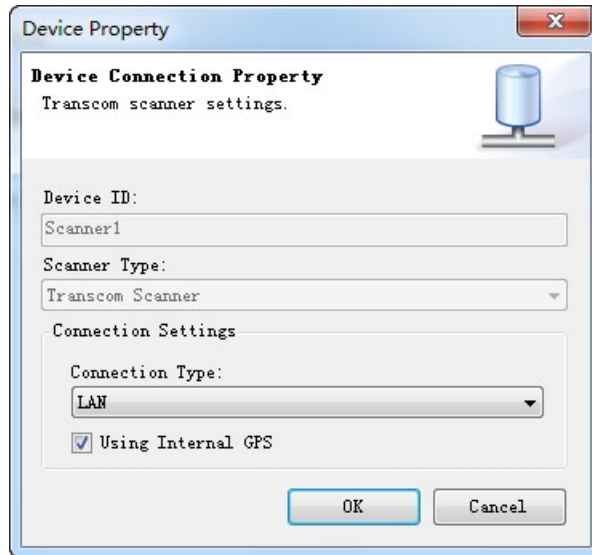 Device Property
Device Connection Property
Transcom scanner settings.
Device ID:
Scanner1
Scanner Type:
Transcom Scanner
Connection Settings
Connection Type:
LAN
Using Internal GPS
OK
Cancel